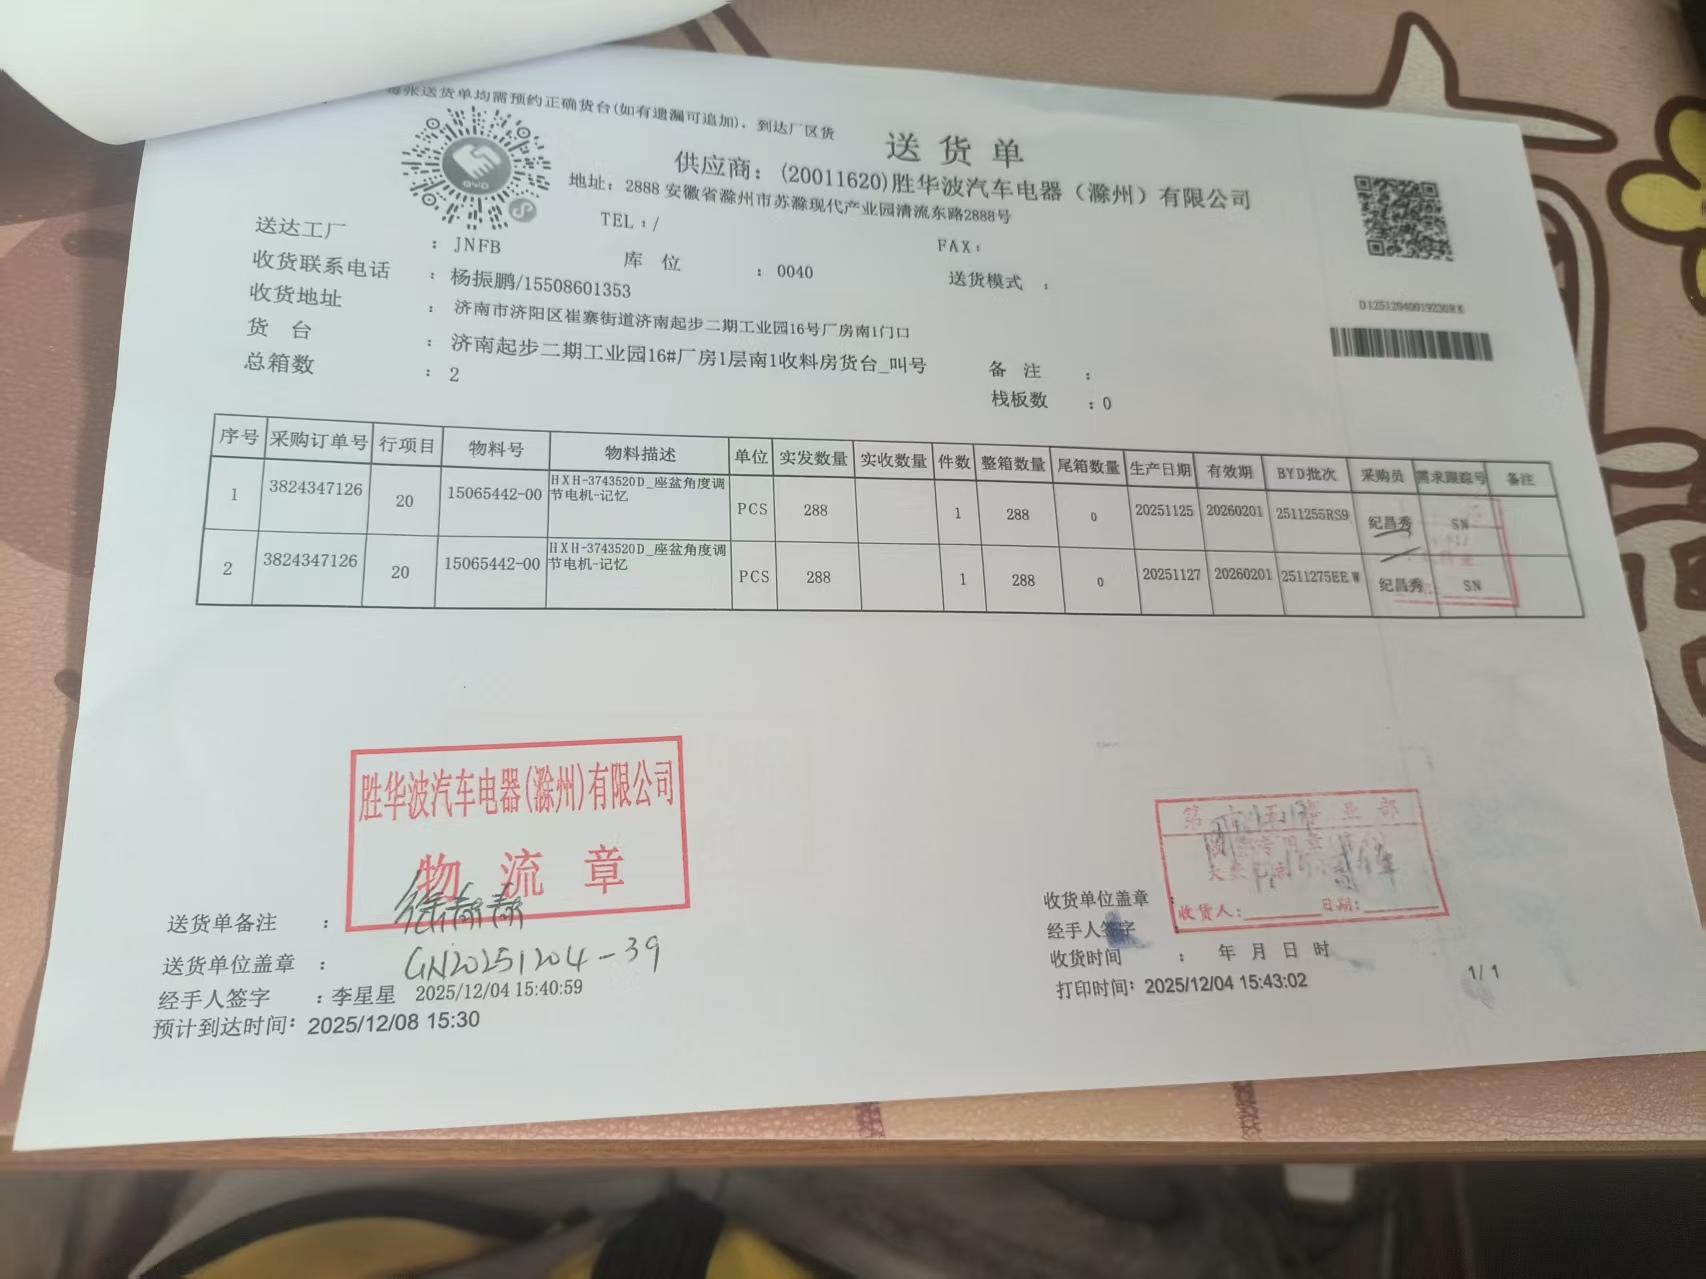 每张送货单均需预约正确货台(如有遗漏可追加), 到达厂区货
送货单
供应商: (20011620)胜华波汽车电器（滁州）有限公司
地址: 2888 安徽省滁州市苏滁现代产业园清流东路2888号
TEL : /
FAX:
送达工厂 : JNFB
库 位 : 0040
送货模式 :
收货联系电话 : 杨振鹏/15508601353
收货地址 : 济南市济阳区崔寨街道济南起步二期工业园16号厂房南1门口
D12512040019230RK
货 台 : 济南起步二期工业园16#厂房1层南1收料房货台_叫号
备 注 :
总箱数 : 2
栈板数 : 0
BYD
序号 采购订单号 行项目 物料号 物料描述 单位 实发数量 实收数量 件数 整箱数量 尾箱数量 生产日期 有效期 BYD批次 采购员 需求跟踪号 备注
1 3824347126 20 15065442-00 HXH-3743520D_座盆角度调节电机-记忆 PCS 288 1 288 0 20251125 20260201 2511255RS9 纪昌秀 SN
2 3824347126 20 15065442-00 HXH-3743520D_座盆角度调节电机-记忆 PCS 288 1 288 0 20251127 20260201 2511275EEW 纪昌秀 SN
胜华波汽车电器(滁州)有限公司
物流章
送货单备注 :
送货单位盖章 : GN20251204-39
经手人签字 : 李星星 2025/12/04 15:40:59
预计到达时间: 2025/12/08 15:30
第十五事业部
收货人: 日期:
收货单位盖章 :
经手人签字
收货时间 : 年 月 日 时
打印时间: 2025/12/04 15:43:02
1/1